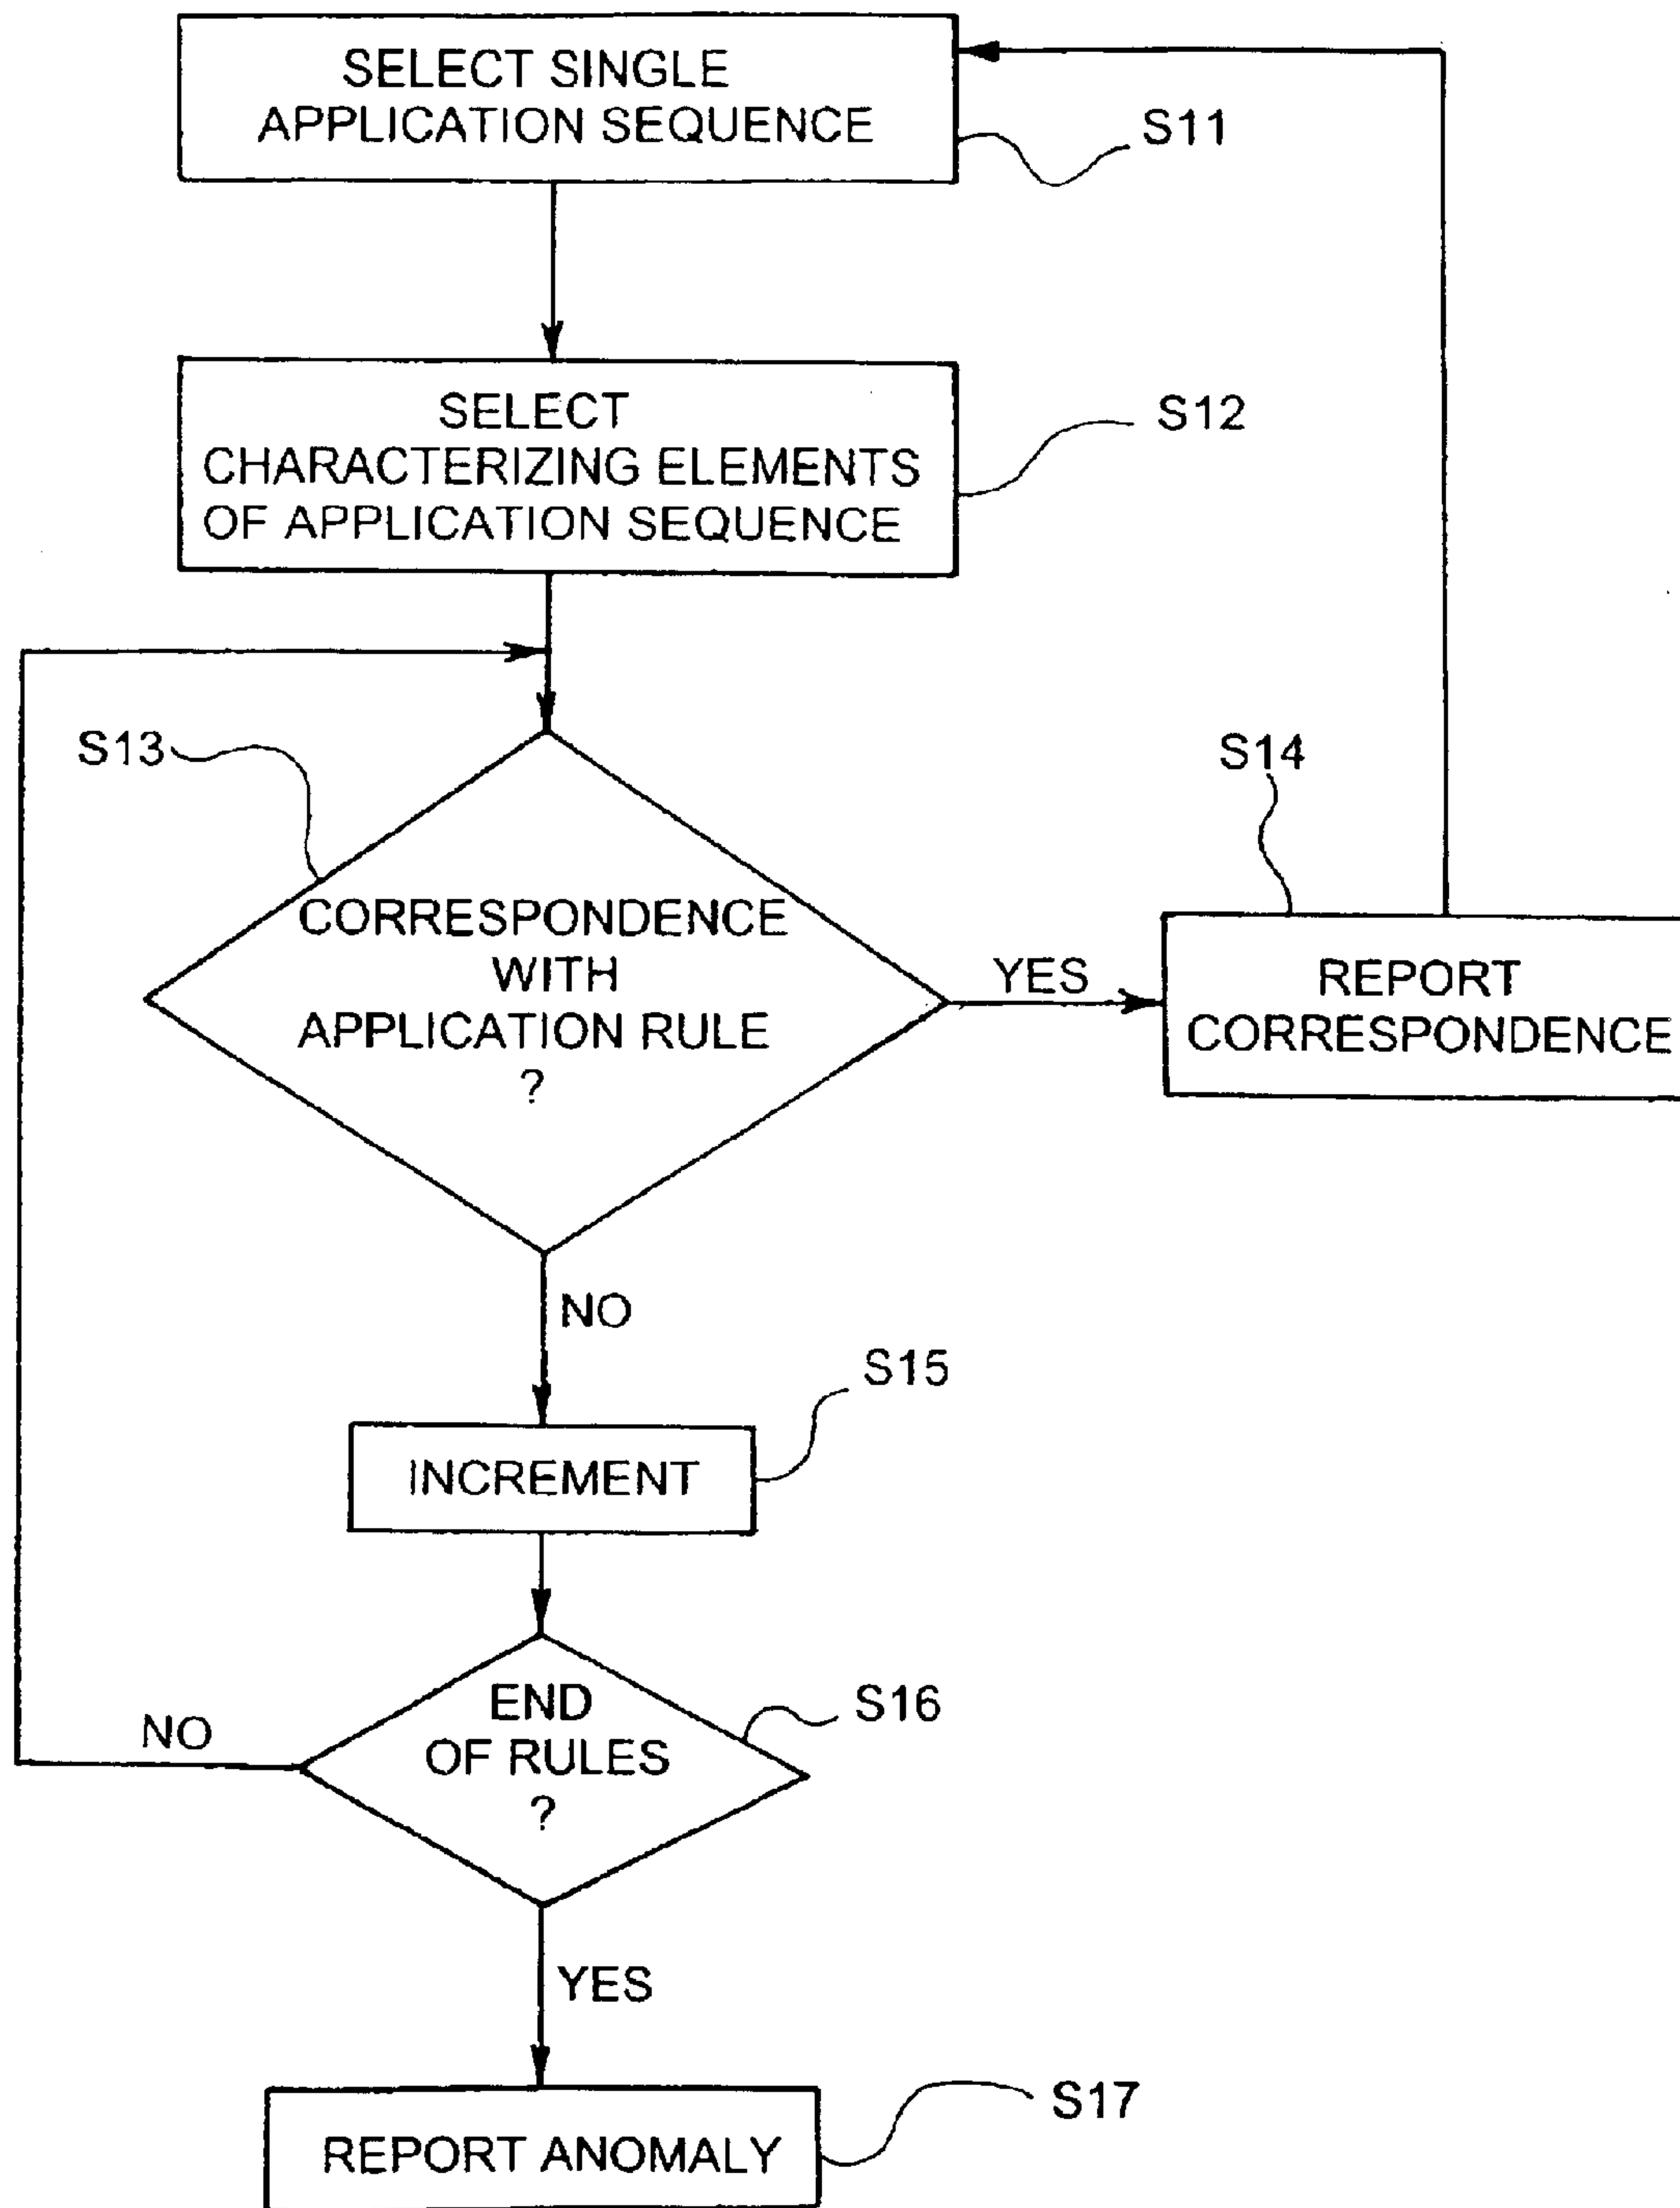 SELECT SINGLE
APPLICATION SEQUENCE
S11
SELECT
CHARACTERIZING ELEMENTS
OF APPLICATION SEQUENCE
S12
S13
CORRESPONDENCE
WITH
APPLICATION RULE
?
YES
S14
REPORT
CORRESPONDENCE
NO
S15
INCREMENT
END
OF RULES
?
S16
NO
YES
REPORT ANOMALY
S17